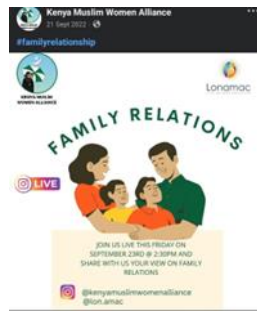 Kenya Muslim Women Alliance
21 Sept 2022
#familyrelationship
KENYA MUSLIM
WOMEN ALLIANCE
Lonamac
FAMILY RELATIONS
LIVE
JOIN US LIVE THIS FRIDAY ON
SEPTEMBER 23RD @ 2:30PM AND
SHARE WITH US YOUR VIEW ON FAMILY
RELATIONS
@kenyamuslimwomenalliance
@lon.amac